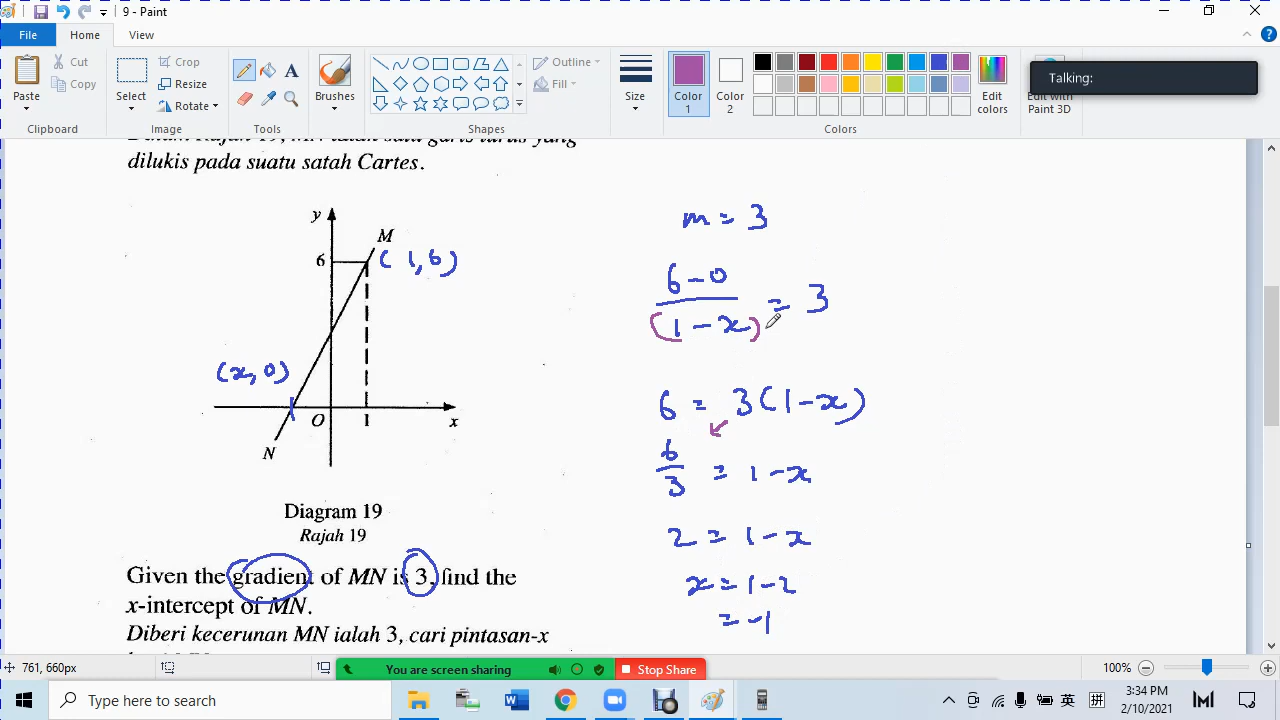 9 - Paint
File
Home
View
Paste
Cut
Copy
Clipboard
Select
Crop
Resize
Rotate
Image
A
Tools
Brushes
Shapes
Outline
Fill
Size
Color 1
Color 2
Colors
Edit colors
Edit with Paint 3D
Talking:
dilukis pada suatu satah Cartes.
y
M
6
( 1, 6 )
(x, 0)
O
1
x
N
Diagram 19
Rajah 19
Given the gradient of MN is 3, find the
x-intercept of MN.
Diberi kecerunan MN ialah 3, cari pintasan-x
m = 3
6 - 0
= 3
(1 - x)
6 = 3(1 - x)
6
3
= 1 - x
2 = 1 - x
x = 1 - 2
= -1
761, 660px
You are screen sharing
Stop Share
100%
Type here to search
英
拼
3:34 PM
2/10/2021